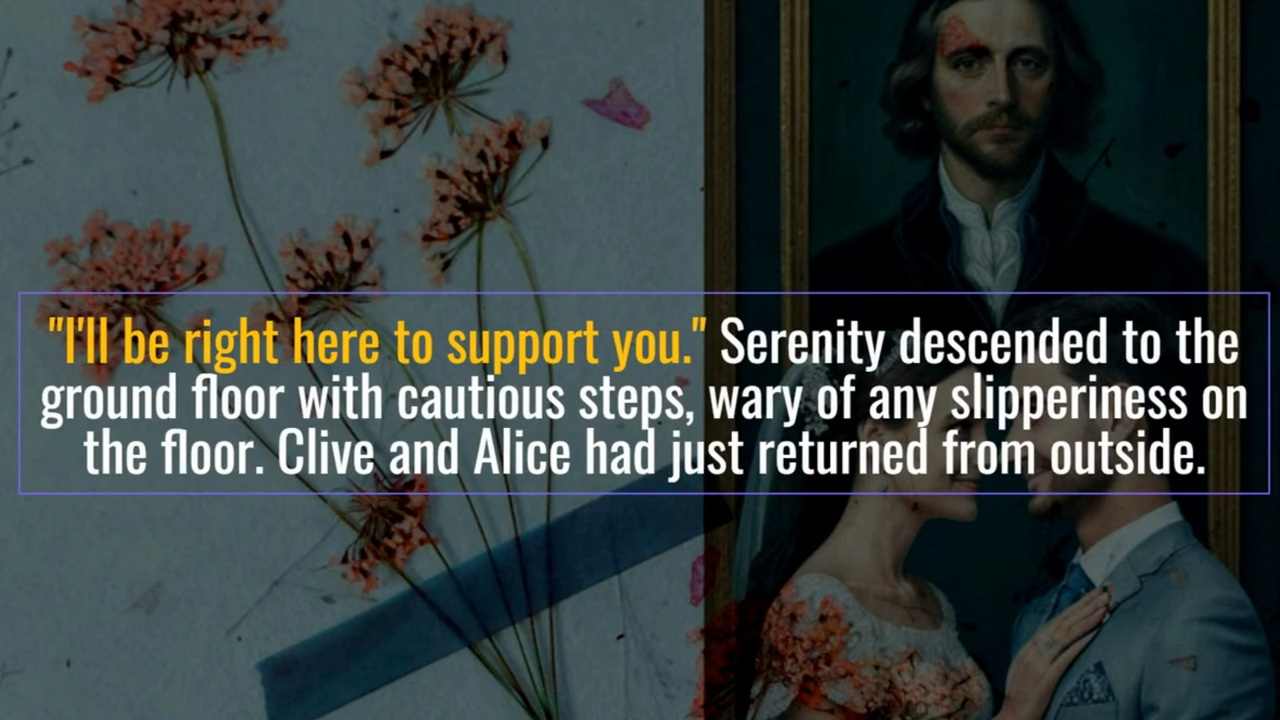 "I'll be right here to support you." Serenity descended to the
ground floor with cautious steps, wary of any slipperiness on
the floor. Clive and Alice had just returned from outside.